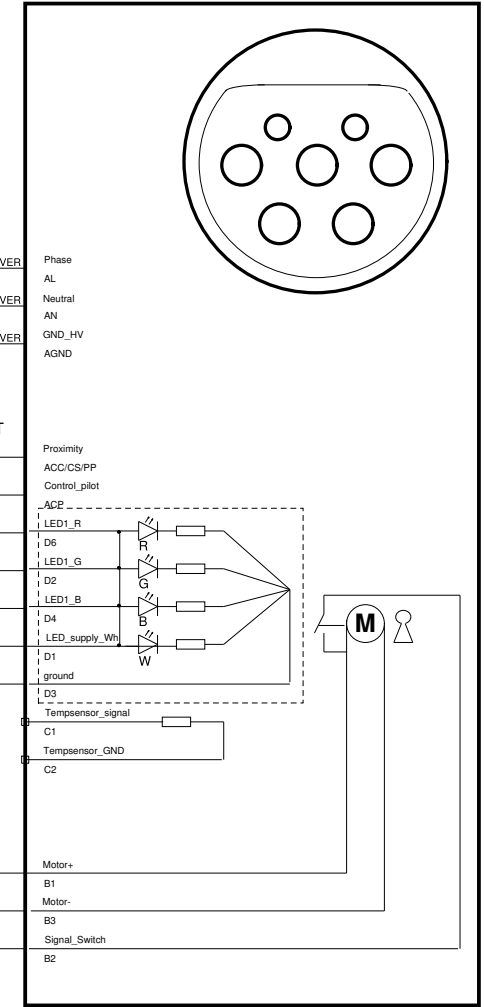 VER
Phase
AL
VER
Neutral
AN
VER
GND_HV
AGND
T
Proximity
ACC/CS/PP
Control_pilot
ACP
LED1_R
D6
R
LED1_G
D2
G
LED1_B
D4
B
LED_supply_Wh
D1
W
ground
D3
M
Tempsensor_signal
C1
Tempsensor_GND
C2
Motor+
B1
Motor-
B3
Signal_Switch
B2